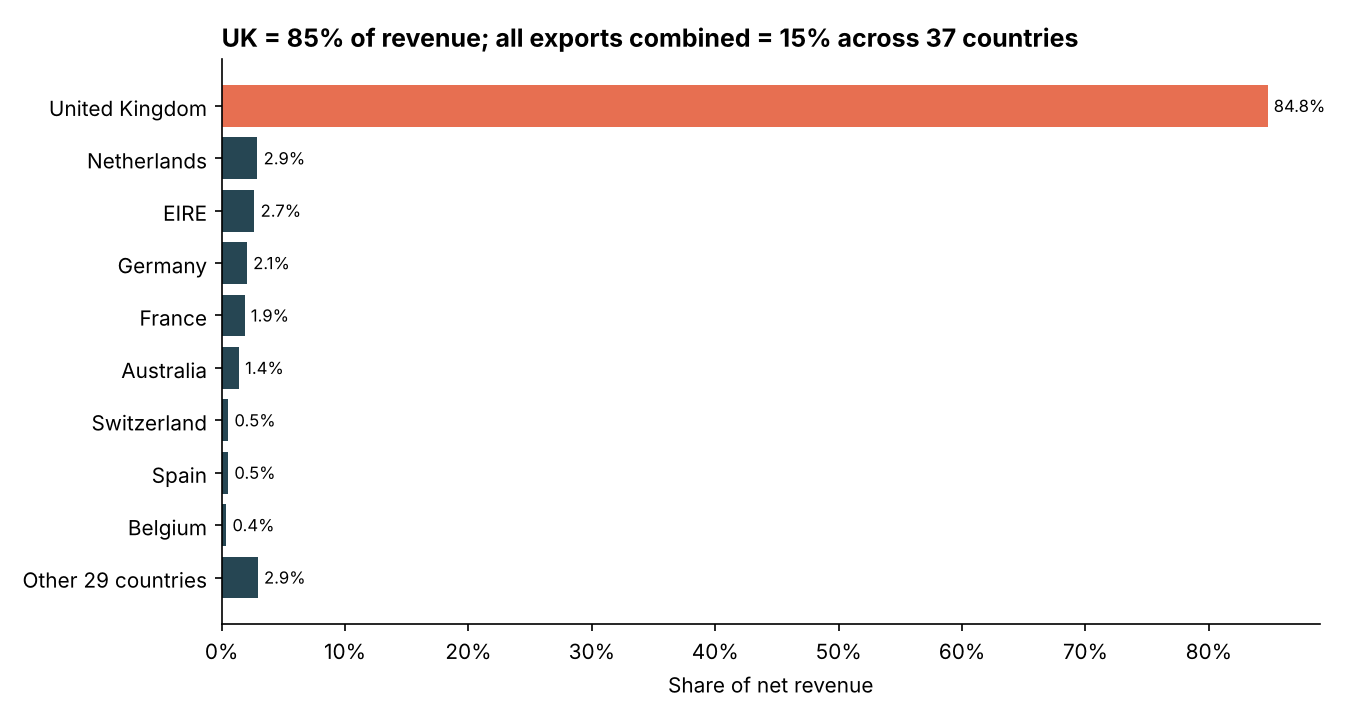 UK = 85% of revenue; all exports combined = 15% across 37 countries
United Kingdom 84.8%
Netherlands 2.9%
EIRE 2.7%
Germany 2.1%
France 1.9%
Australia 1.4%
Switzerland 0.5%
Spain 0.5%
Belgium 0.4%
Other 29 countries 2.9%
0% 10% 20% 30% 40% 50% 60% 70% 80%
Share of net revenue